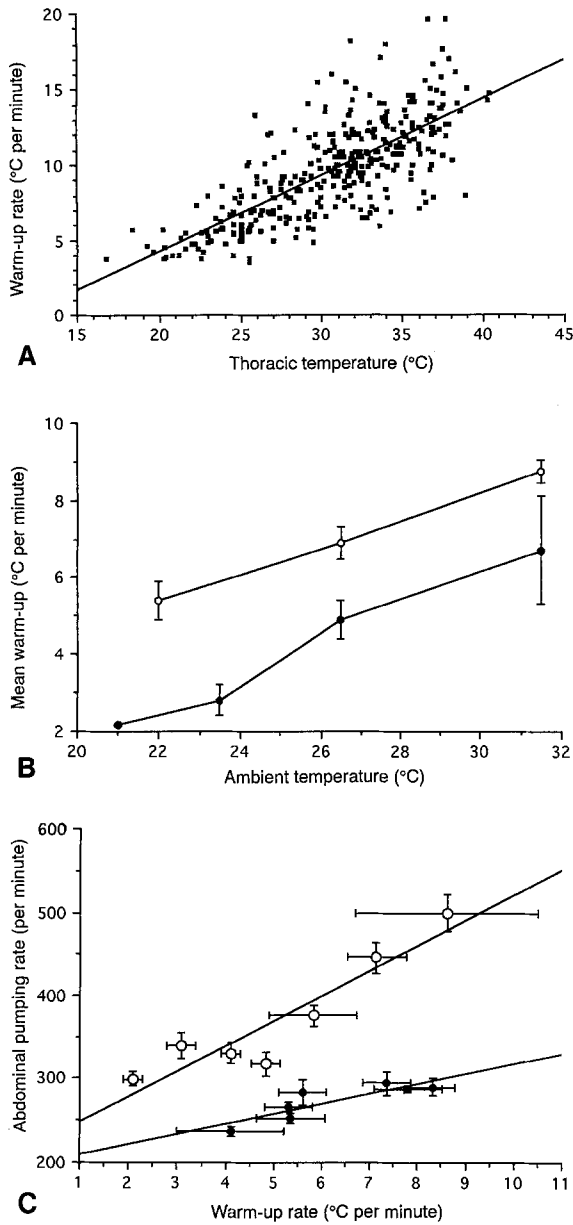 20
15
10
5
0
Warm-up rate (°C per minute)
15 20 25 30 35 40 45
Thoracic temperature (°C)
A
10
8
6
4
2
Mean warm-up (°C per minute)
20 22 24 26 28 30 32
Ambient temperature (°C)
B
600
500
400
300
200
Abdominal pumping rate (per minute)
1 2 3 4 5 6 7 8 9 10 11
Warm-up rate (°C per minute)
C